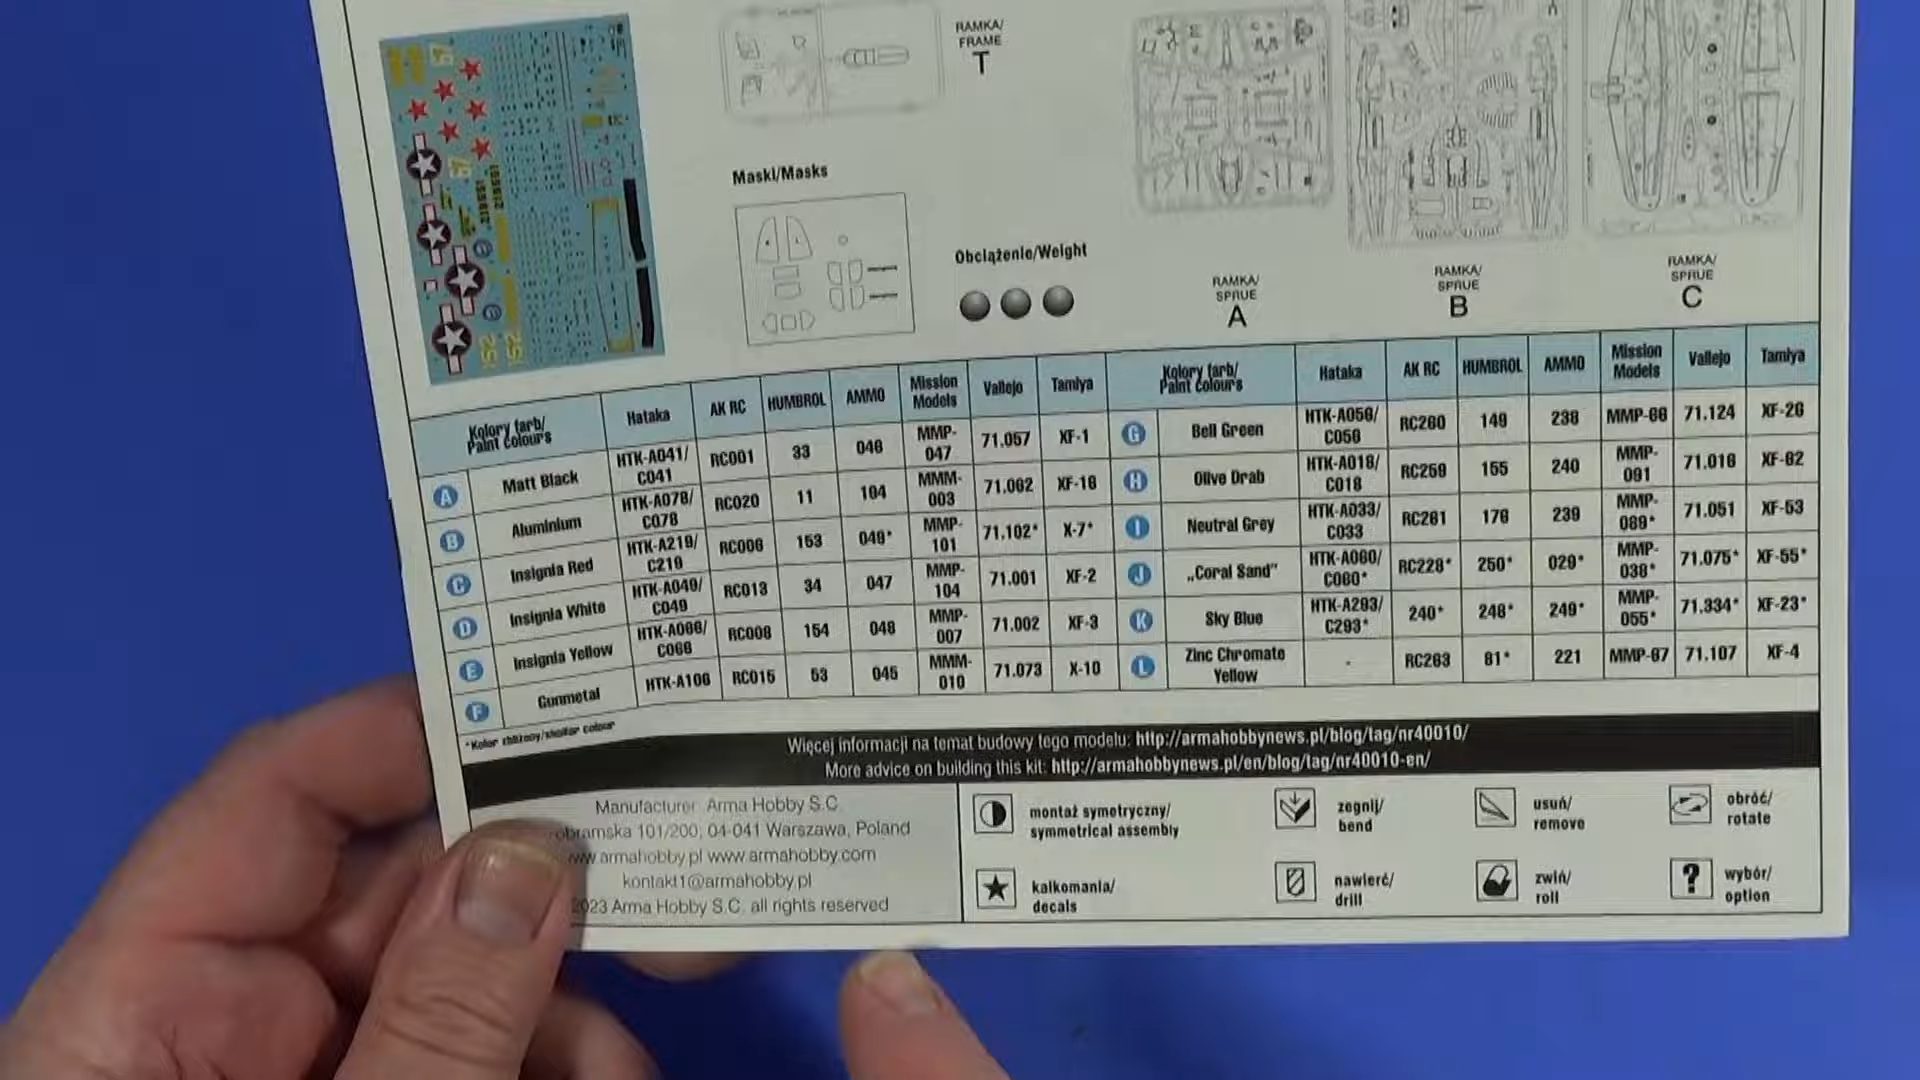 RAMKA/
FRAME
T
Maski/Masks
Obciążenie/Weight
RAMKA/
SPRUE
A
RAMKA/
SPRUE
B
RAMKA/
SPRUE
C
Kolory farb/
Paint colours
Hataka
AK RC
HUMBROL
AMMO
Mission
Models
Vallejo
Tamiya
A Matt Black HTK-A041/ C041 RC001 33 046 MMP-047 71.057 XF-1
B Aluminium HTK-A078/ C078 RC020 11 194 MMM-003 71.062 XF-16
C Insignia Red HTK-A219/ C219 RC006 153 049* MMP-101 71.102* X-7*
D Insignia White HTK-A049/ C049 RC013 34 047 MMP-104 71.001 XF-2
E Insignia Yellow HTK-A066/ C066 RC008 154 048 MMP-007 71.002 XF-3
F Gunmetal HTK-A106 RC015 53 045 MMM-010 71.073 X-10
*Kolor zbliżony/similar colour
Kolory farb/
Paint colours
Hataka
AK RC
HUMBROL
AMMO
Mission
Models
Vallejo
Tamiya
G Bell Green HTK-A056/ C056 RC260 149 238 MMP-66 71.124 XF-26
H Olive Drab HTK-A018/ C018 RC259 155 240 MMP-091 71.016 XF-62
I Neutral Grey HTK-A033/ C033 RC261 176 239 MMP-089* 71.051 XF-53
J „Coral Sand" HTK-A060/ C060* RC228* 250* 029* MMP-038* 71.075* XF-55*
K Sky Blue HTK-A293/ C293* 240* 248* 249* MMP-055* 71.334* XF-23*
L Zinc Chromate Yellow - RC263 81* 221 MMP-67 71.107 XF-4
Więcej informacji na temat budowy tego modelu: http://armahobbynews.pl/blog/tag/nr40010/
More advice on building this kit: http://armahobbynews.pl/en/blog/tag/nr40010-en/
Manufacturer Arma Hobby S.C.
101/200, 04-041 Warszawa, Poland
www.armahobby.pl www.armahobby.com
kontakt1@armahobby.pl
2023 Arma Hobby S.C. all rights reserved
montaż symetryczny/
symmetrical assembly
zegnij/
bend
usuń/
remove
obróć/
rotate
kalkomania/
decals
nawierć/
drill
zwiń/
roll
?
wybór/
option